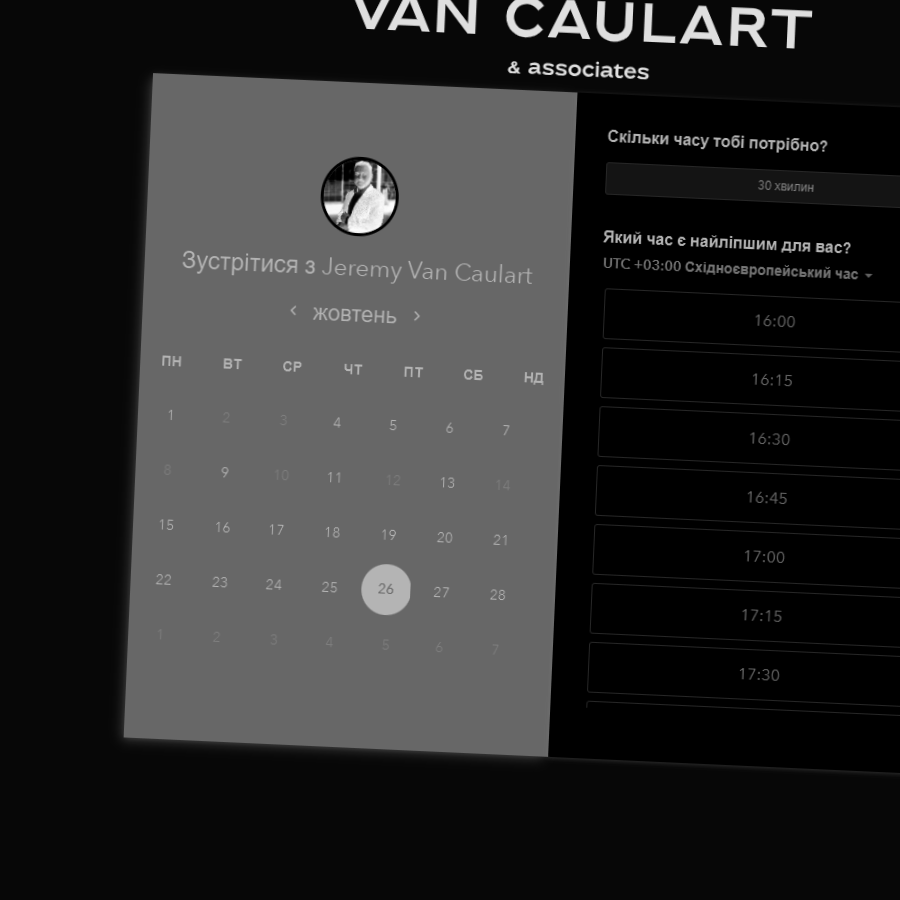 VAN CAULART
& associates
Зустрітися з Jeremy Van Caulart
жовтень
ПН ВТ СР ЧТ ПТ СБ НД
1 2 3 4 5 6 7
8 9 10 11 12 13 14
15 16 17 18 19 20 21
22 23 24 25 26 27 28
1 2 3 4 5 6 7
Скільки часу тобі потрібно?
30 хвилин
Який час є найліпшим для вас?
UTC +03:00 Східноєвропейський час
16:00
16:15
16:30
16:45
17:00
17:15
17:30